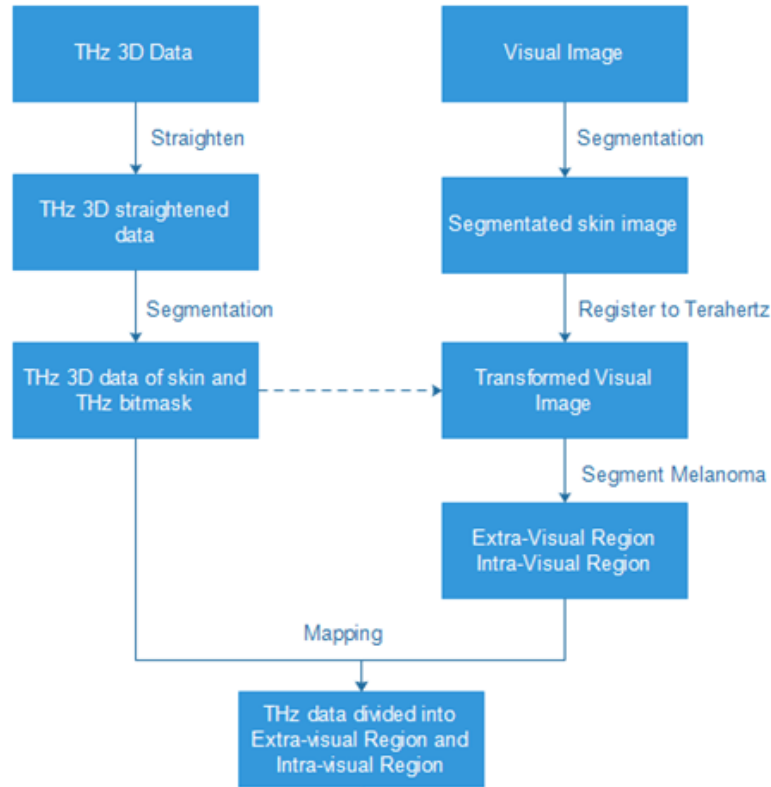 THz 3D Data
Visual Image
Straighten
Segmentation
THz 3D straightened
data
Segmentated skin image
Segmentation
Register to Terahertz
THz 3D data of skin and
THz bitmask
Transformed Visual
Image
Segment Melanoma
Extra-Visual Region
Intra-Visual Region
Mapping
THz data divided into
Extra-visual Region and
Intra-visual Region